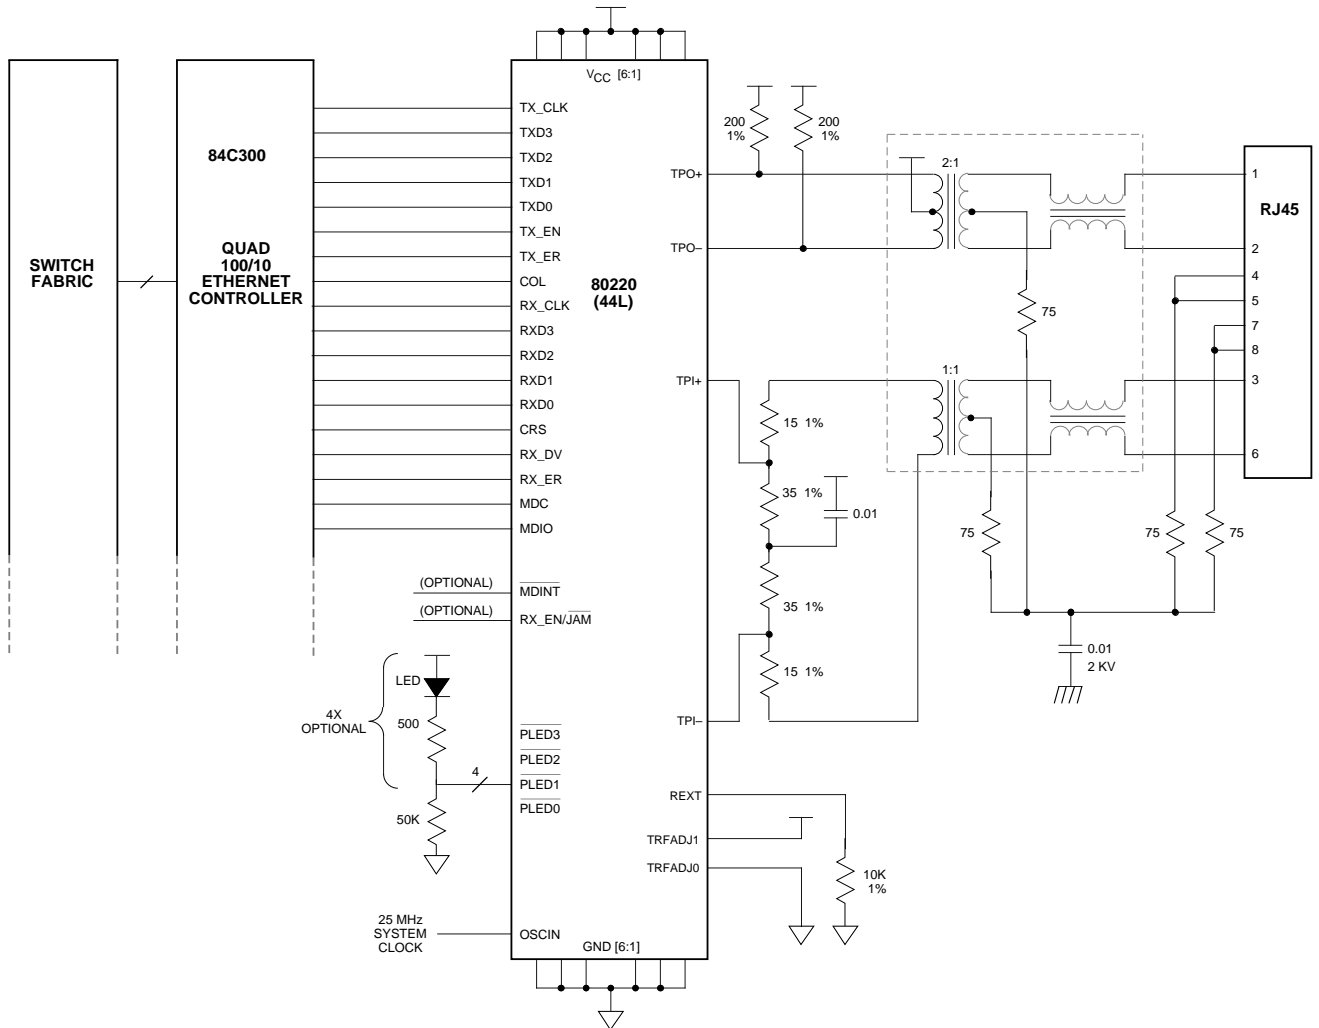 V_CC [6:1]
SWITCH
FABRIC
84C300
QUAD
100/10
ETHERNET
CONTROLLER
80220
(44L)
TX_CLK
TXD3
TXD2
TXD1
TXD0
TX_EN
TX_ER
COL
RX_CLK
RXD3
RXD2
RXD1
RXD0
CRS
RX_DV
RX_ER
MDC
MDIO
(OPTIONAL)
MDINT
(OPTIONAL)
RX_EN/JAM
LED
4X
OPTIONAL
500
4
50K
PLED3
PLED2
PLED1
PLED0
25 MHz
SYSTEM
CLOCK
OSCIN
GND [6:1]
TPO+
TPO–
TPI+
TPI–
REXT
TRFADJ1
TRFADJ0
200
1%
200
1%
2:1
75
1:1
15 1%
35 1%
0.01
35 1%
15 1%
10K
1%
75
75
75
0.01
2 KV
RJ45
1
2
4
5
7
8
3
6